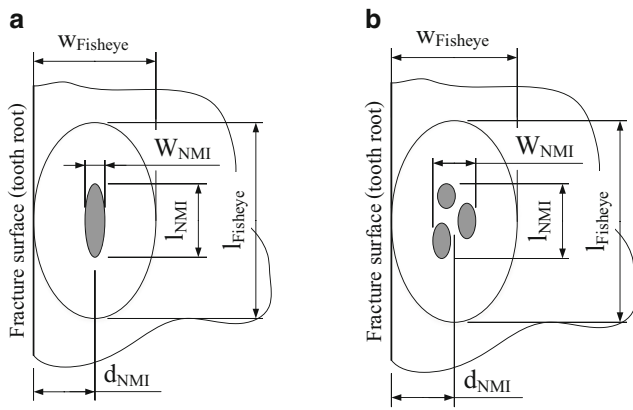 a
wFisheye
Fracture surface (tooth root)
WNMI
lNMI
lFisheye
dNMI
b
wFisheye
Fracture surface (tooth root)
WNMI
lNMI
lFisheye
dNMI